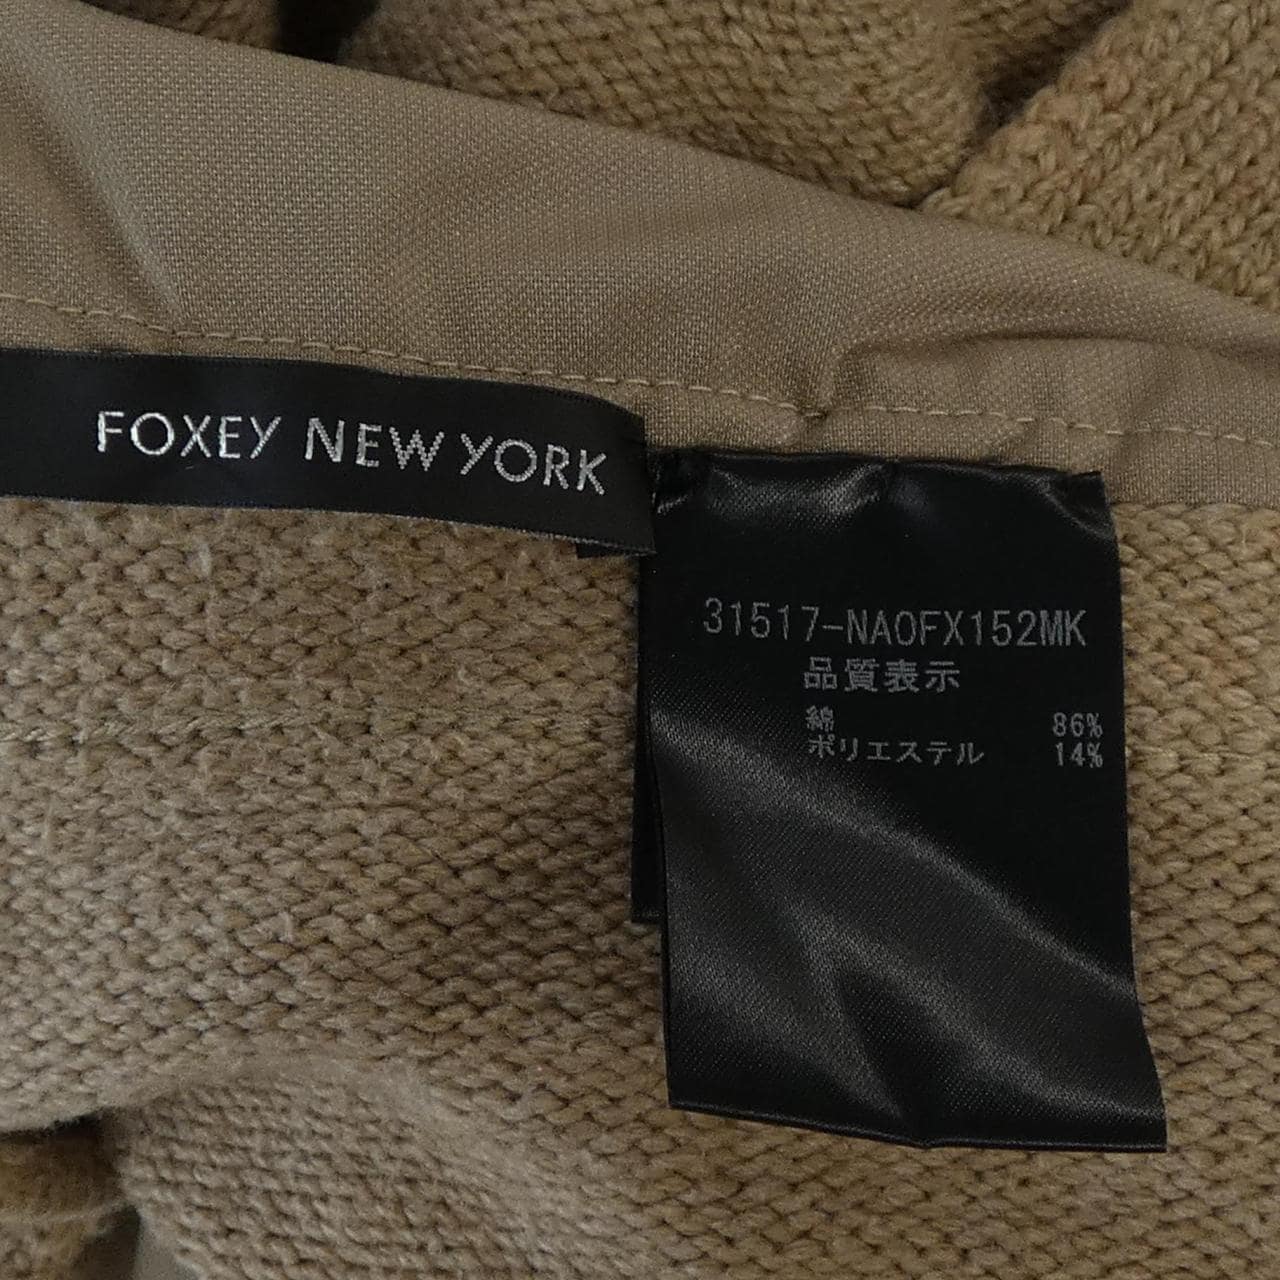 FOXEY NEW YORK
31517-NAOFX152MK
品質表示
綿 86%
ポリエステル 14%